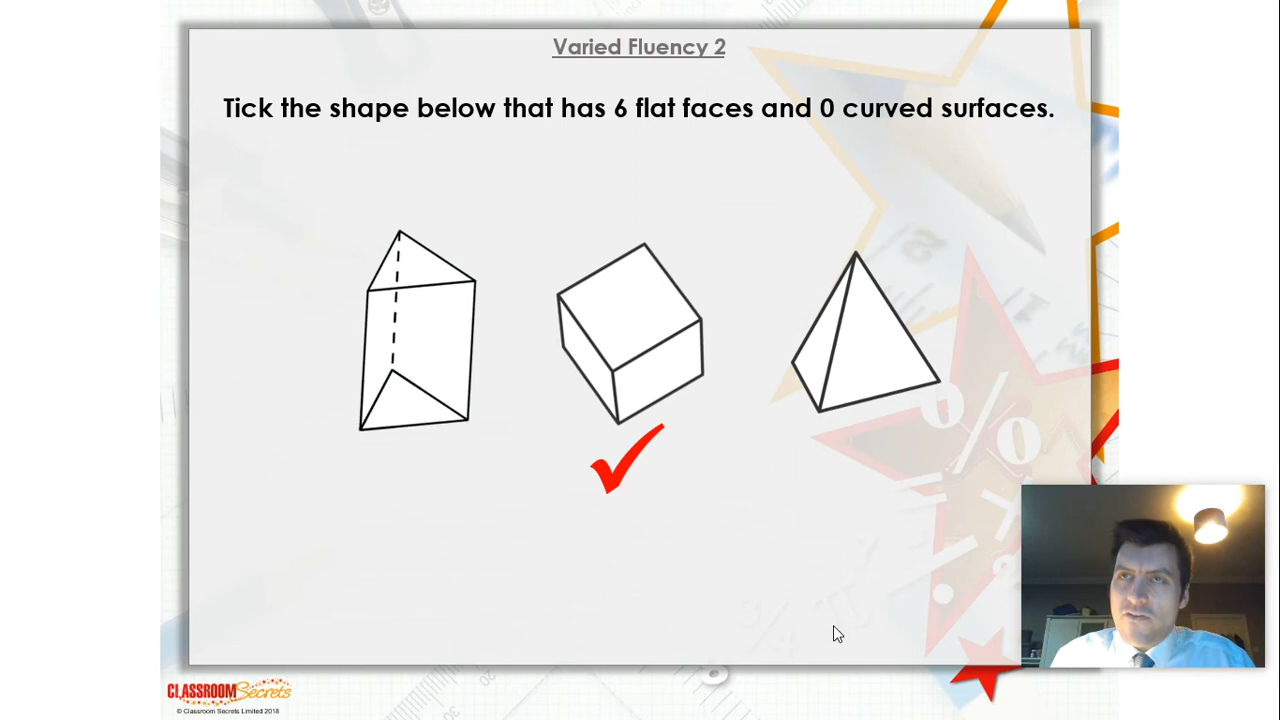 Varied Fluency 2
Tick the shape below that has 6 flat faces and 0 curved surfaces.
%
CLASSROOM Secrets
© Classroom Secrets Limited 2018